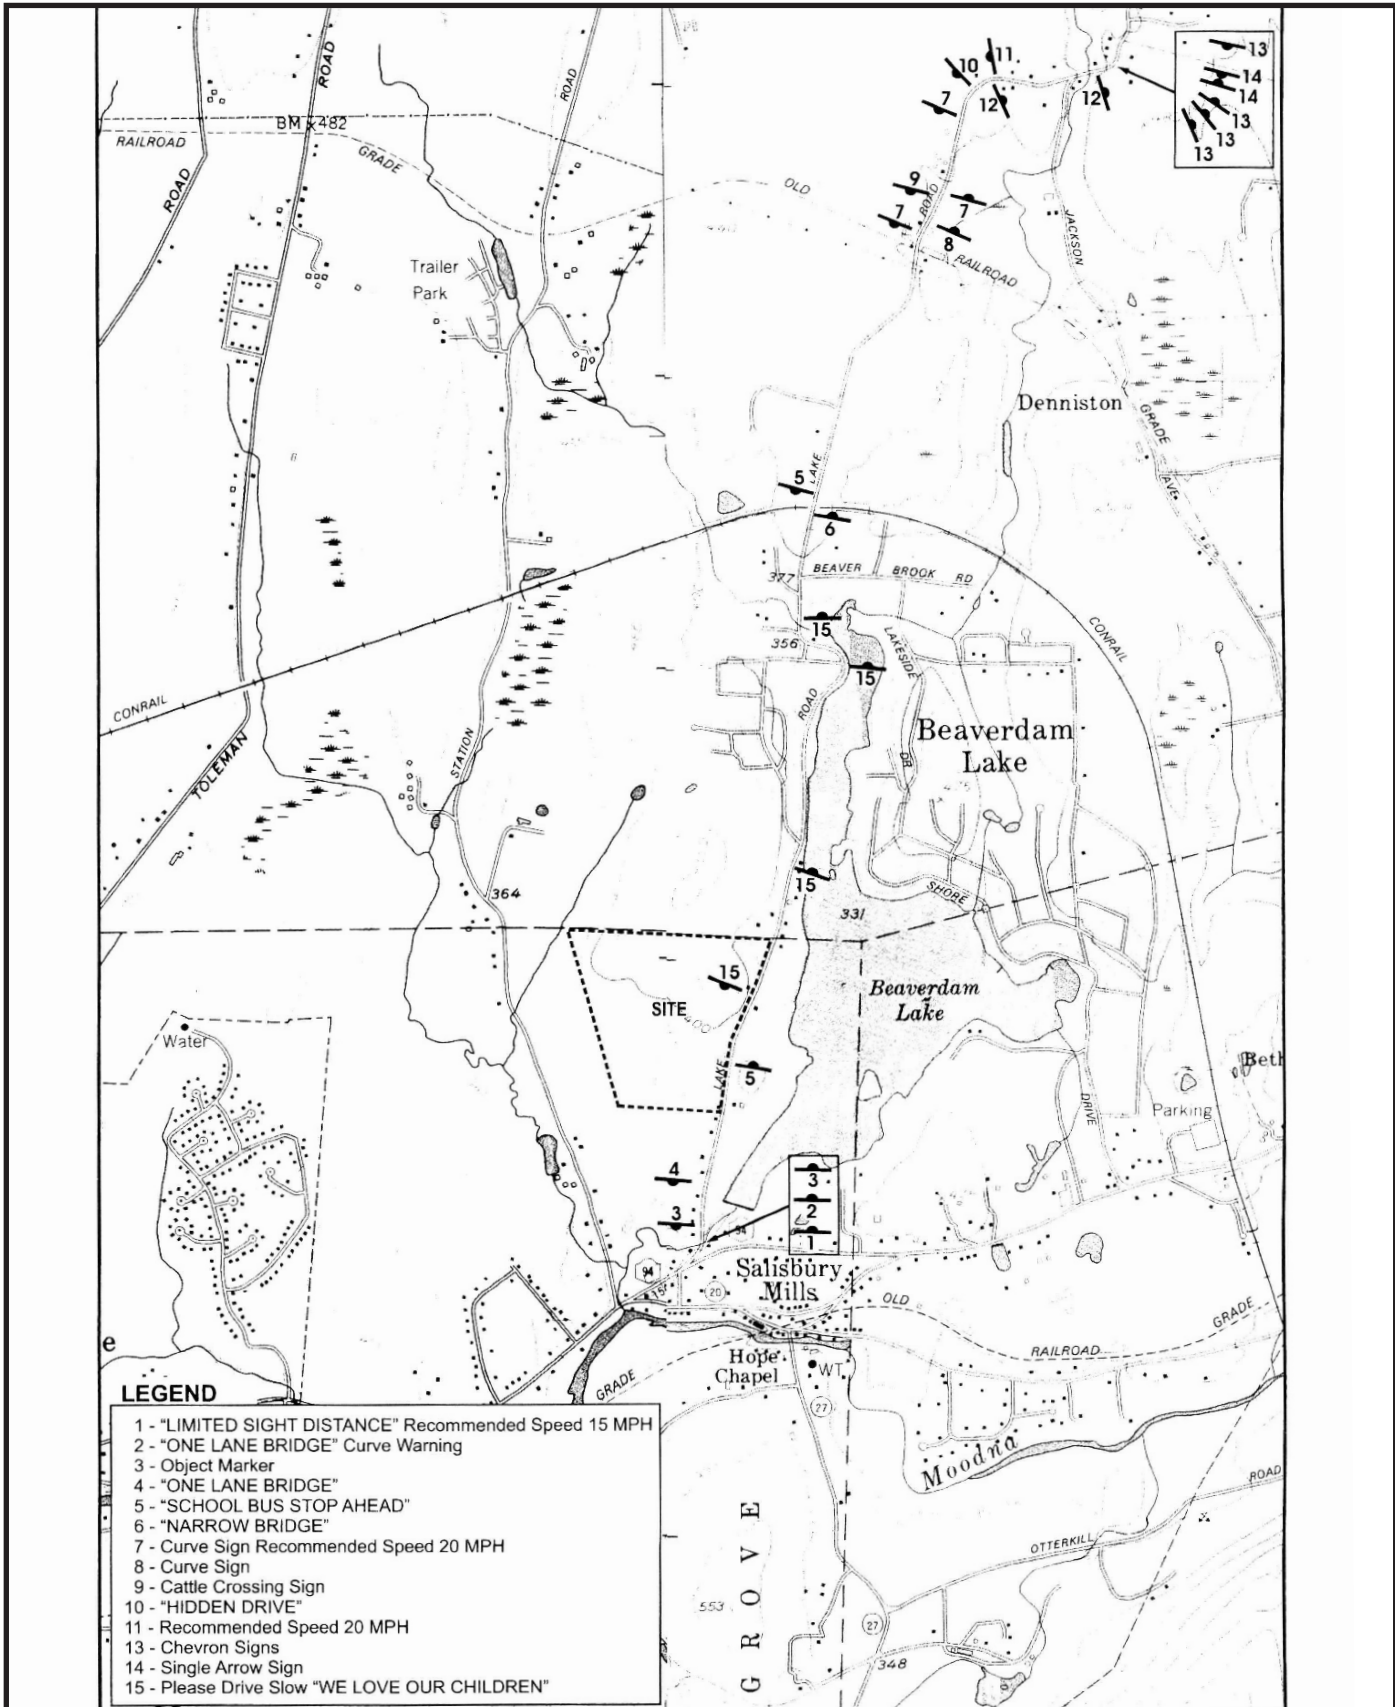 ROAD
ROAD
13
11
10
14
BM × 482
7
12
12
14
RAILROAD
GRADE
13
13
13
ROAD
OLD
9
ROAD
7
7
8
JACKSON
RAILROAD
Trailer
Park
Denniston
GRADE
AVE
5
LAKE
6
377
BEAVER BROOK RD
15
356
LAKESIDE
15
CONRAIL
CONRAIL
ROAD
STATION
TOLEMAN
DR
Beaverdam
Lake
364
15
SHORE
331
15
SITE
400
Beaverdam
Lake
Water
LAKE
5
Beth
DRIVE
Parking
4
3
3
2
1
94
94
Salisbury
Mills
20
OLD
GRADE
RAILROAD
e
Hope
Chapel
WT
GRADE
27
Moodna
ROAD
OTTERKILL
GROVE
553
27
348
LEGEND
1 - “LIMITED SIGHT DISTANCE” Recommended Speed 15 MPH
2 - “ONE LANE BRIDGE” Curve Warning
3 - Object Marker
4 - “ONE LANE BRIDGE”
5 - “SCHOOL BUS STOP AHEAD”
6 - “NARROW BRIDGE”
7 - Curve Sign Recommended Speed 20 MPH
8 - Curve Sign
9 - Cattle Crossing Sign
10 - “HIDDEN DRIVE”
11 - Recommended Speed 20 MPH
13 - Chevron Signs
14 - Single Arrow Sign
15 - Please Drive Slow “WE LOVE OUR CHILDREN”